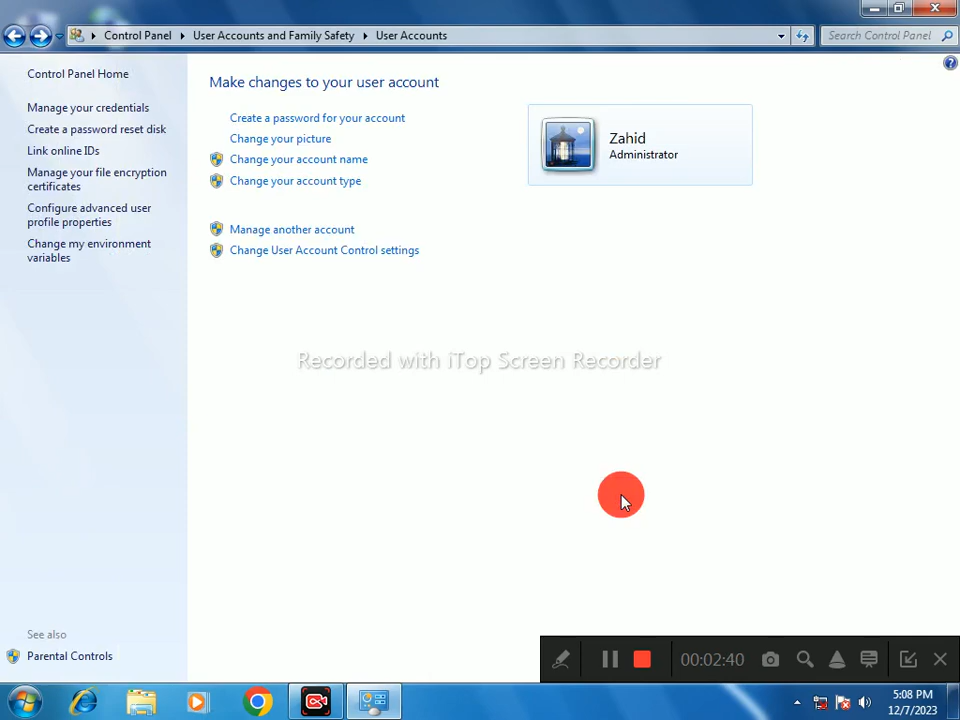 Control Panel
User Accounts and Family Safety
User Accounts
Search Control Panel
Control Panel Home
Manage your credentials
Create a password reset disk
Link online IDs
Manage your file encryption
certificates
Configure advanced user
profile properties
Change my environment
variables
Make changes to your user account
Create a password for your account
Change your picture
Change your account name
Change your account type
Manage another account
Change User Account Control settings
Zahid
Administrator
Recorded with iTop Screen Recorder
See also
Parental Controls
00:02:40
5:08 PM
12/7/2023